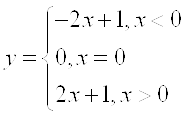 y = { −2x + 1, x < 0
0, x = 0
2x + 1, x > 0